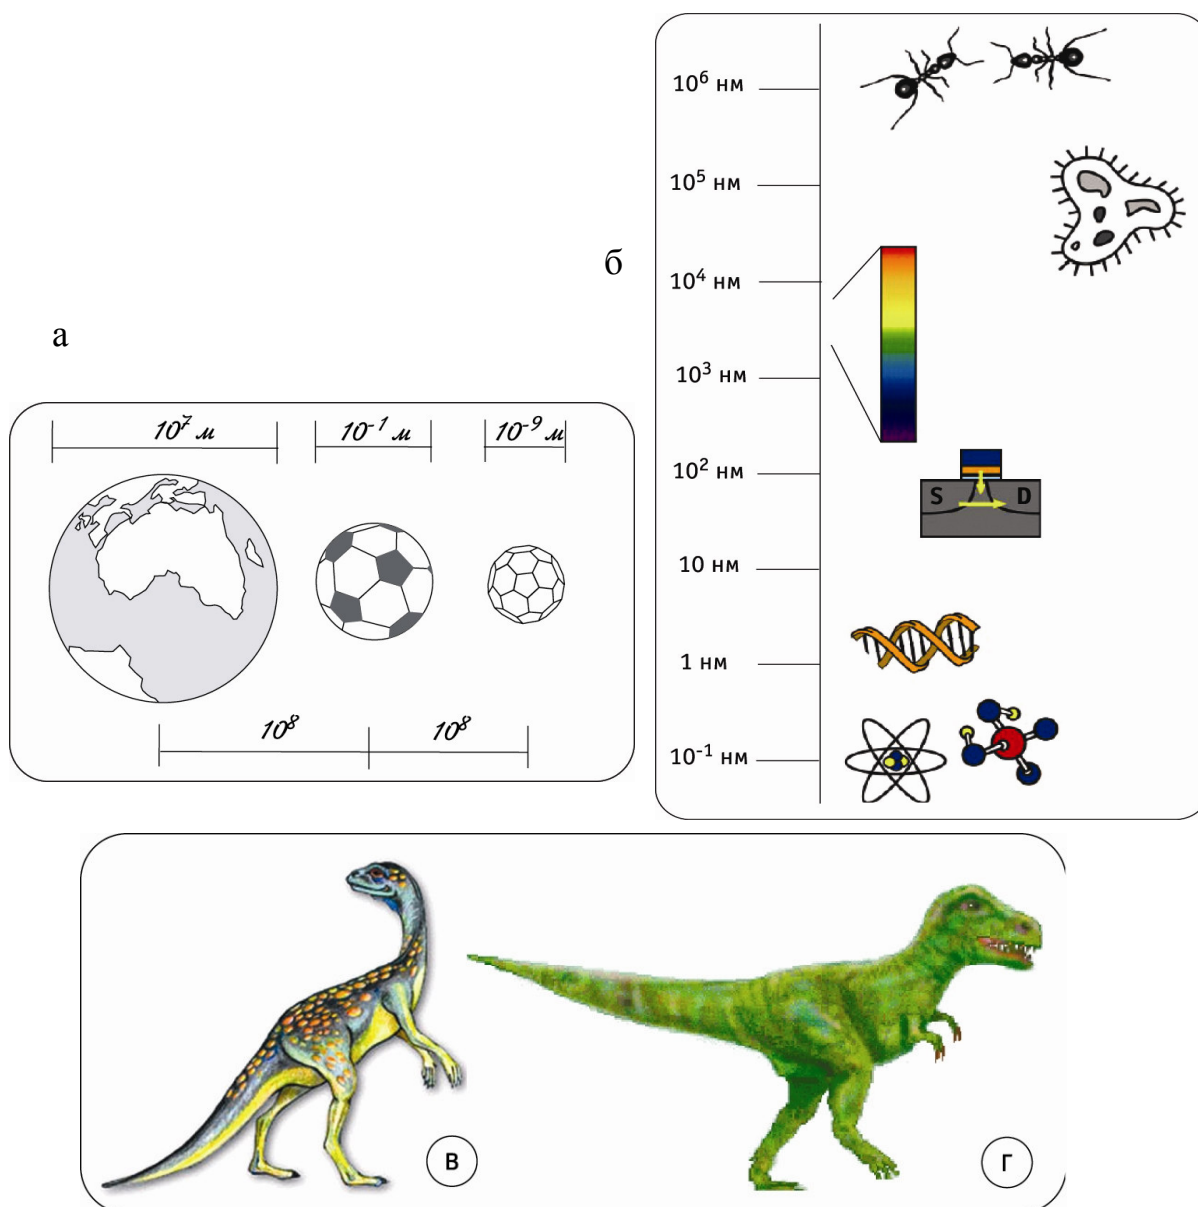 а
10⁷ м
10⁻¹ м
10⁻⁹ м
10⁸
10⁸
б
10⁶ нм
10⁵ нм
10⁴ нм
10³ нм
10² нм
10 нм
1 нм
10⁻¹ нм
S D
в
г